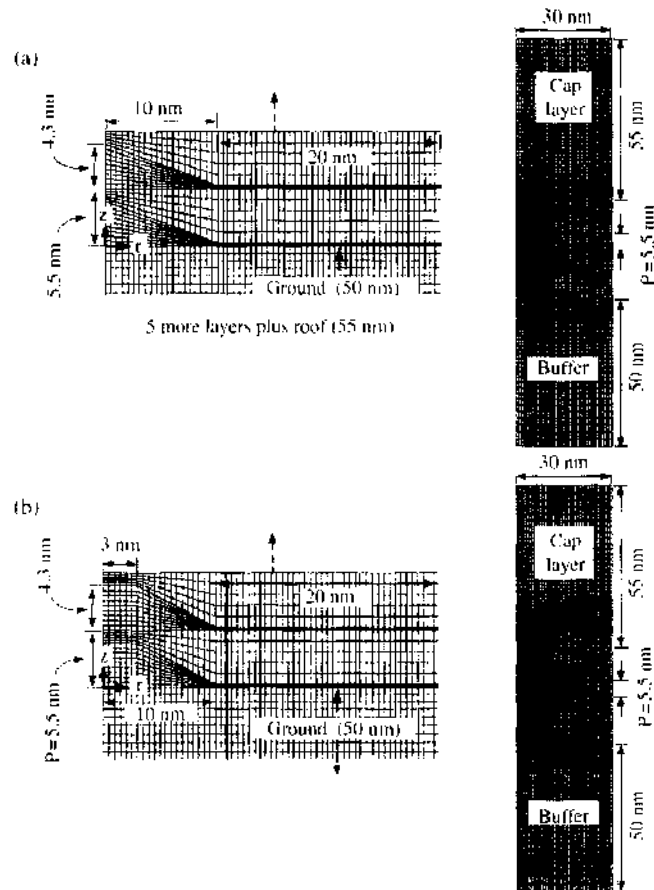 (a)
10 nm
4.3 nm
20 nm
5.5 nm
z
r
Ground (50 nm)
5 more layers plus roof (55 nm)
30 nm
Cap
layer
55 nm
P=5.5 nm
Buffer
50 nm
(b)
3 nm
4.3 nm
20 nm
P=5.5 nm
z
r
10 nm
Ground (50 nm)
30 nm
Cap
layer
55 nm
P=5.5 nm
Buffer
50 nm